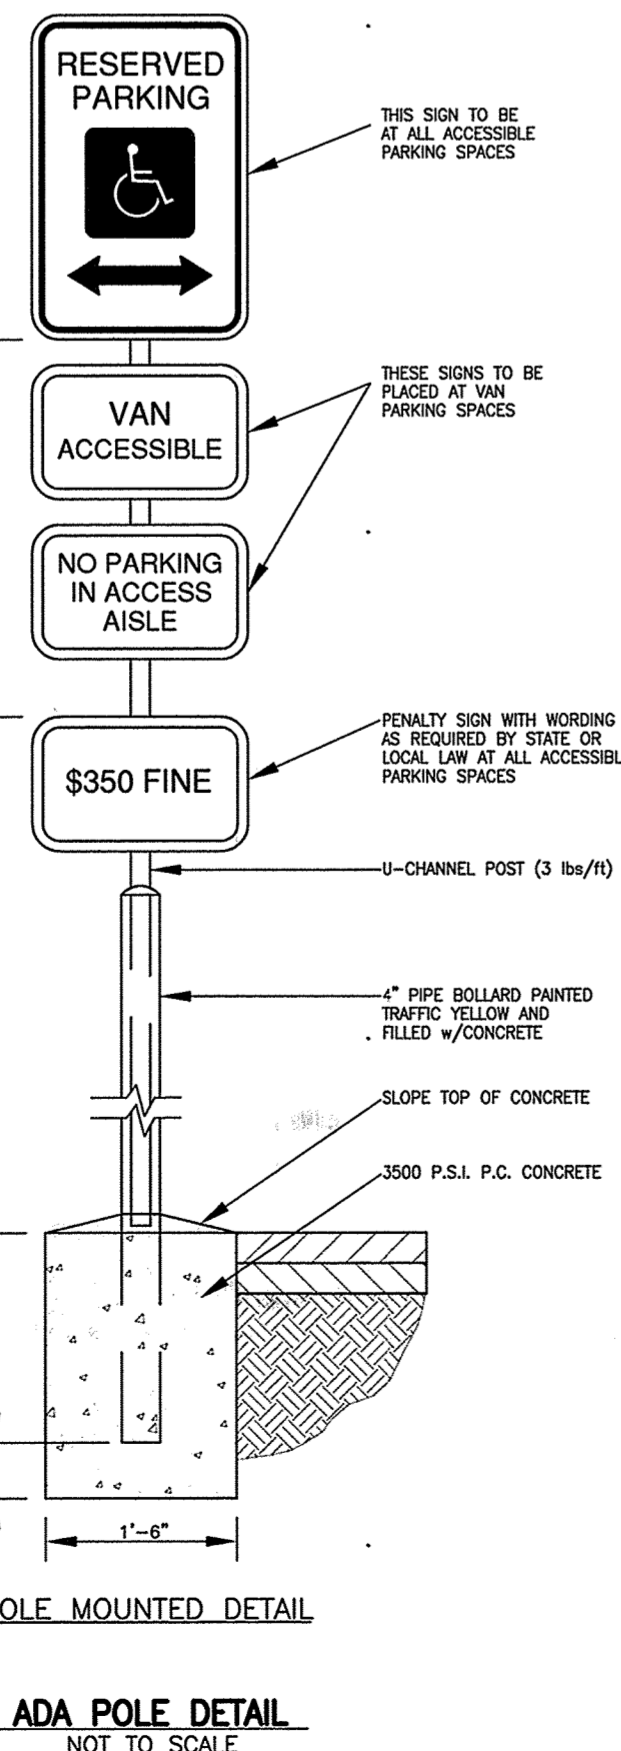 RESERVED
PARKING
THIS SIGN TO BE
AT ALL ACCESSIBLE
PARKING SPACES
VAN
ACCESSIBLE
THESE SIGNS TO BE
PLACED AT VAN
PARKING SPACES
NO PARKING
IN ACCESS
AISLE
$350 FINE
PENALTY SIGN WITH WORDING
AS REQUIRED BY STATE OR
LOCAL LAW AT ALL ACCESSIBL
PARKING SPACES
U-CHANNEL POST (3 lbs/ft)
4" PIPE BOLLARD PAINTED
TRAFFIC YELLOW AND
FILLED w/CONCRETE
SLOPE TOP OF CONCRETE
3500 P.S.I. P.C. CONCRETE
1'-6"
OLE MOUNTED DETAIL
ADA POLE DETAIL
NOT TO SCALE